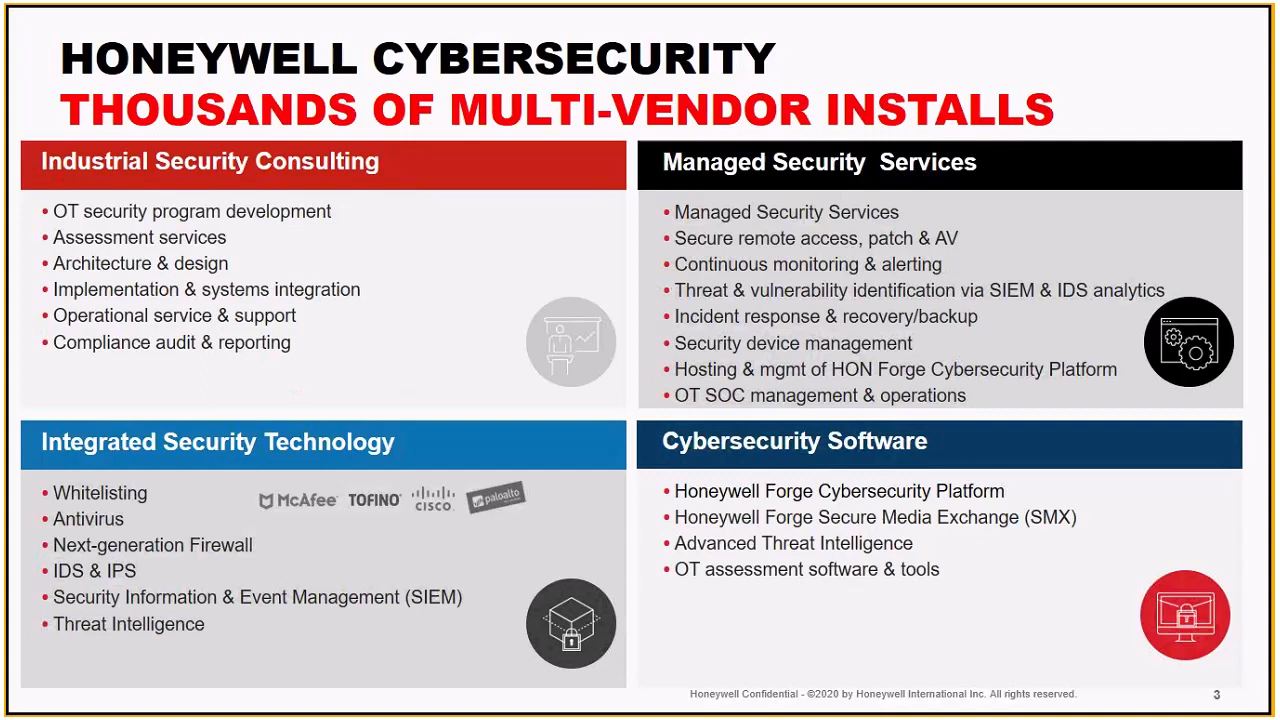 HONEYWELL CYBERSECURITY
THOUSANDS OF MULTI-VENDOR INSTALLS
Industrial Security Consulting
• OT security program development
• Assessment services
• Architecture & design
• Implementation & systems integration
• Operational service & support
• Compliance audit & reporting
Managed Security Services
• Managed Security Services
• Secure remote access, patch & AV
• Continuous monitoring & alerting
• Threat & vulnerability identification via SIEM & IDS analytics
• Incident response & recovery/backup
• Security device management
• Hosting & mgmt of HON Forge Cybersecurity Platform
• OT SOC management & operations
Integrated Security Technology
• Whitelisting
• Antivirus
• Next-generation Firewall
• IDS & IPS
• Security Information & Event Management (SIEM)
• Threat Intelligence
McAfee TOFINO CISCO paloalto
Cybersecurity Software
• Honeywell Forge Cybersecurity Platform
• Honeywell Forge Secure Media Exchange (SMX)
• Advanced Threat Intelligence
• OT assessment software & tools
Honeywell Confidential - ©2020 by Honeywell International Inc. All rights reserved.
3